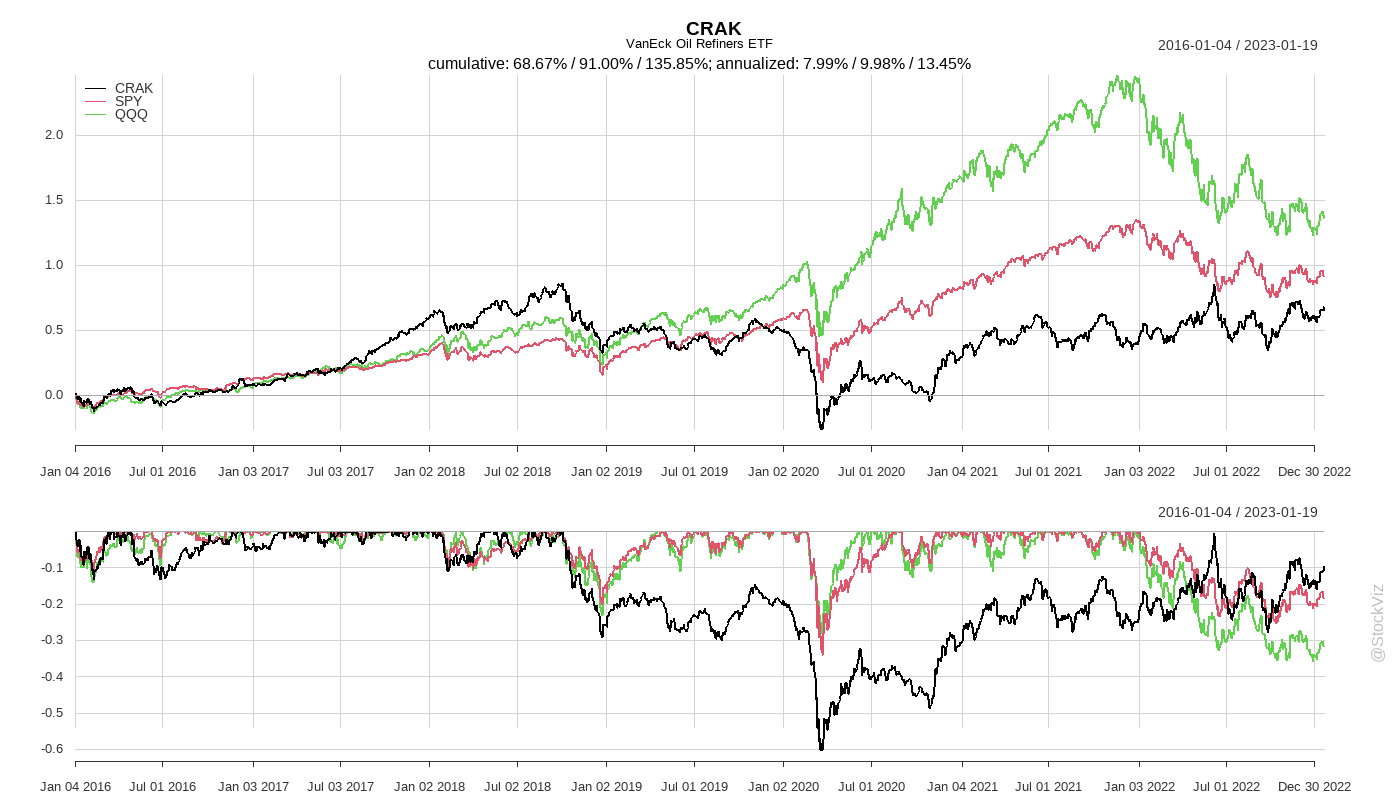 CRAK
VanEck Oil Refiners ETF
2016-01-04 / 2023-01-19
cumulative: 68.67% / 91.00% / 135.85%; annualized: 7.99% / 9.98% / 13.45%
CRAK
SPY
QQQ
2.0
1.5
1.0
0.5
0.0
Jan 04 2016 Jul 01 2016 Jan 03 2017 Jul 03 2017 Jan 02 2018 Jul 02 2018 Jan 02 2019 Jul 01 2019 Jan 02 2020 Jul 01 2020 Jan 04 2021 Jul 01 2021 Jan 03 2022 Jul 01 2022 Dec 30 2022
2016-01-04 / 2023-01-19
-0.1
-0.2
-0.3
-0.4
-0.5
-0.6
Jan 04 2016 Jul 01 2016 Jan 03 2017 Jul 03 2017 Jan 02 2018 Jul 02 2018 Jan 02 2019 Jul 01 2019 Jan 02 2020 Jul 01 2020 Jan 04 2021 Jul 01 2021 Jan 03 2022 Jul 01 2022 Dec 30 2022
@StockViz